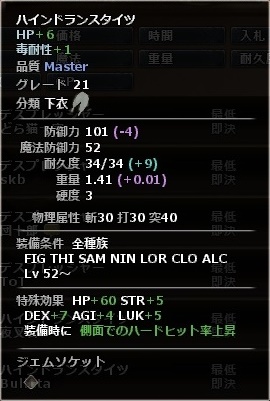 ハインドランスタイツ
HP+6
毒耐性+1
品質 Master
グレード 21
分類 下衣
防御力 101 (-4)
魔法防御力 52
耐久度 34/34 (+9)
重量 1.41 (+0.01)
硬度 3
物理属性 斬30 打30 突40
装備条件 全種族
FIG THI SAM NIN LOR CLO ALC
Lv 52～
特殊効果 HP+60 STR+5
DEX+7 AGI+4 LUK+5
装備時に 側面でのハードヒット率上昇
ジェムソケット